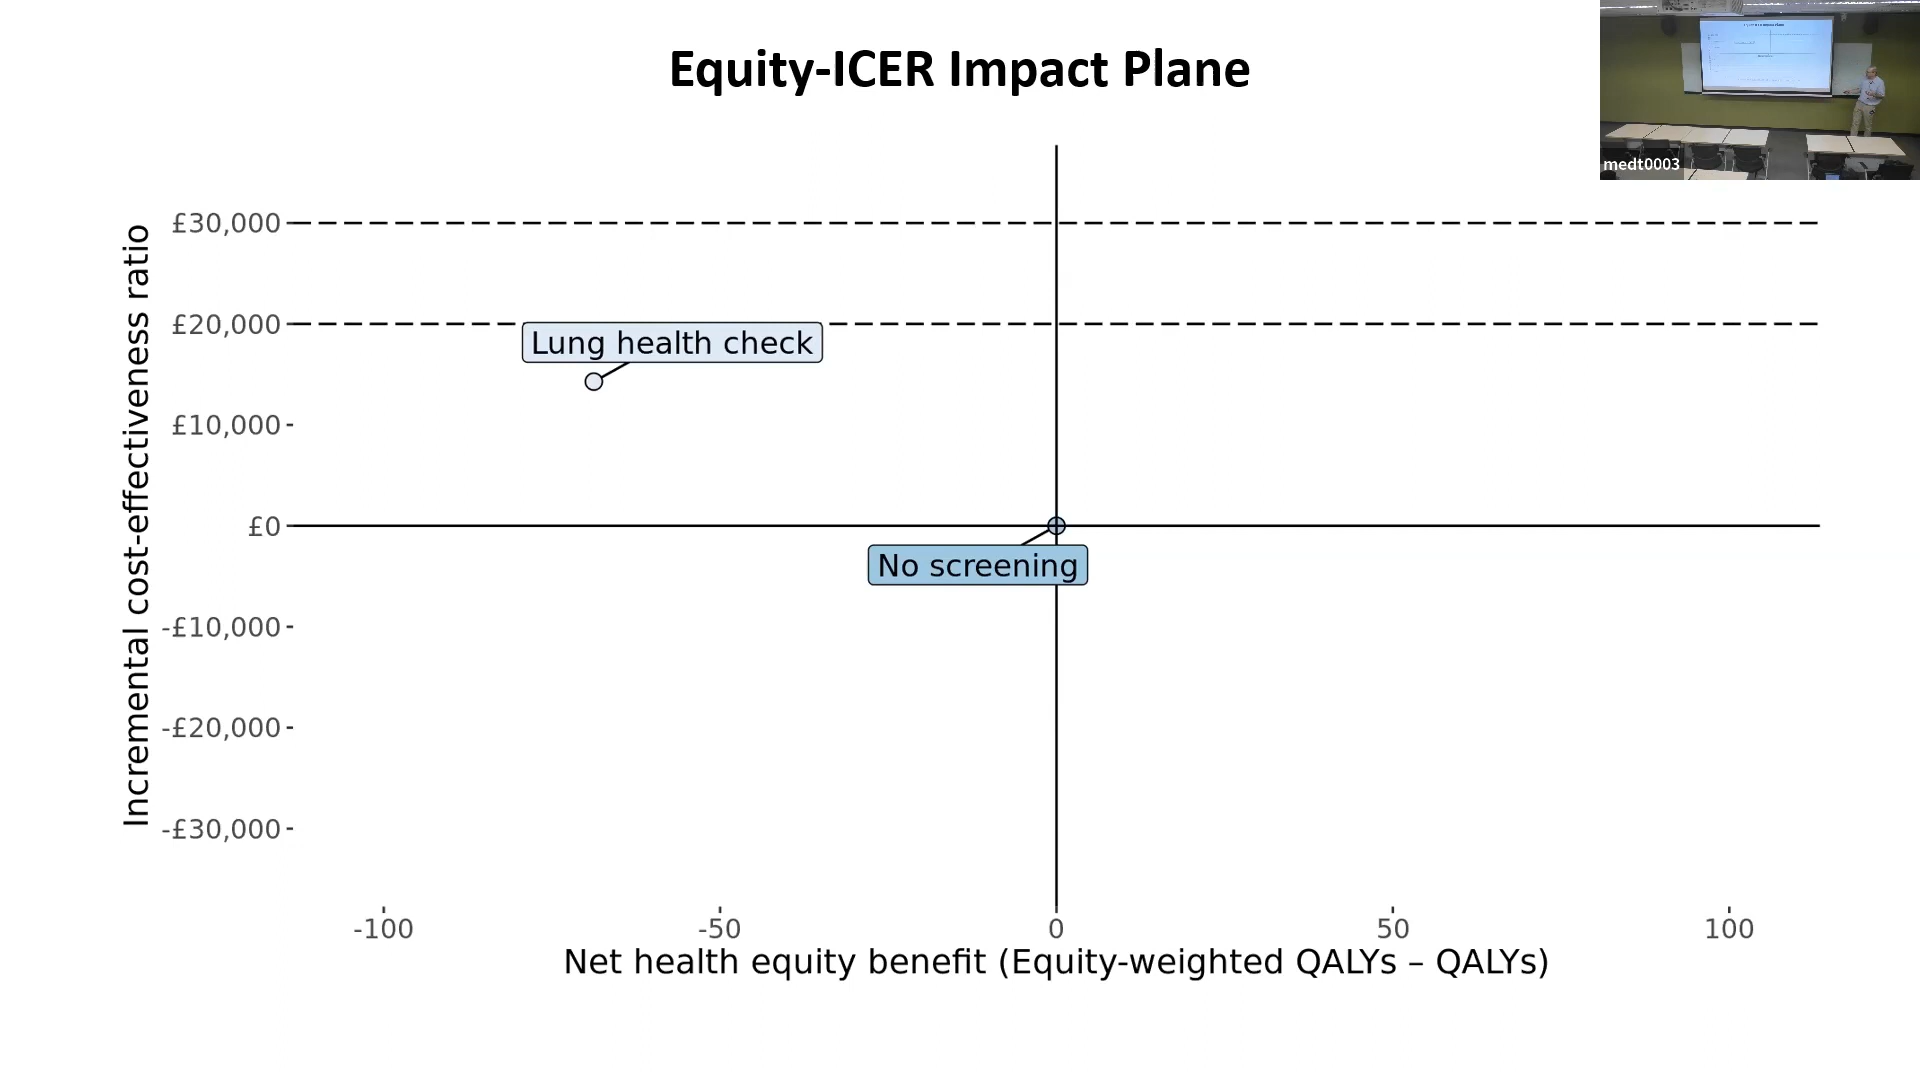 Equity-ICER Impact Plane
medt0003
Incremental cost-effectiveness ratio
£30,000
£20,000
£10,000
£0
-£10,000
-£20,000
-£30,000
Lung health check
No screening
-100
-50
0
50
100
Net health equity benefit (Equity-weighted QALYs – QALYs)